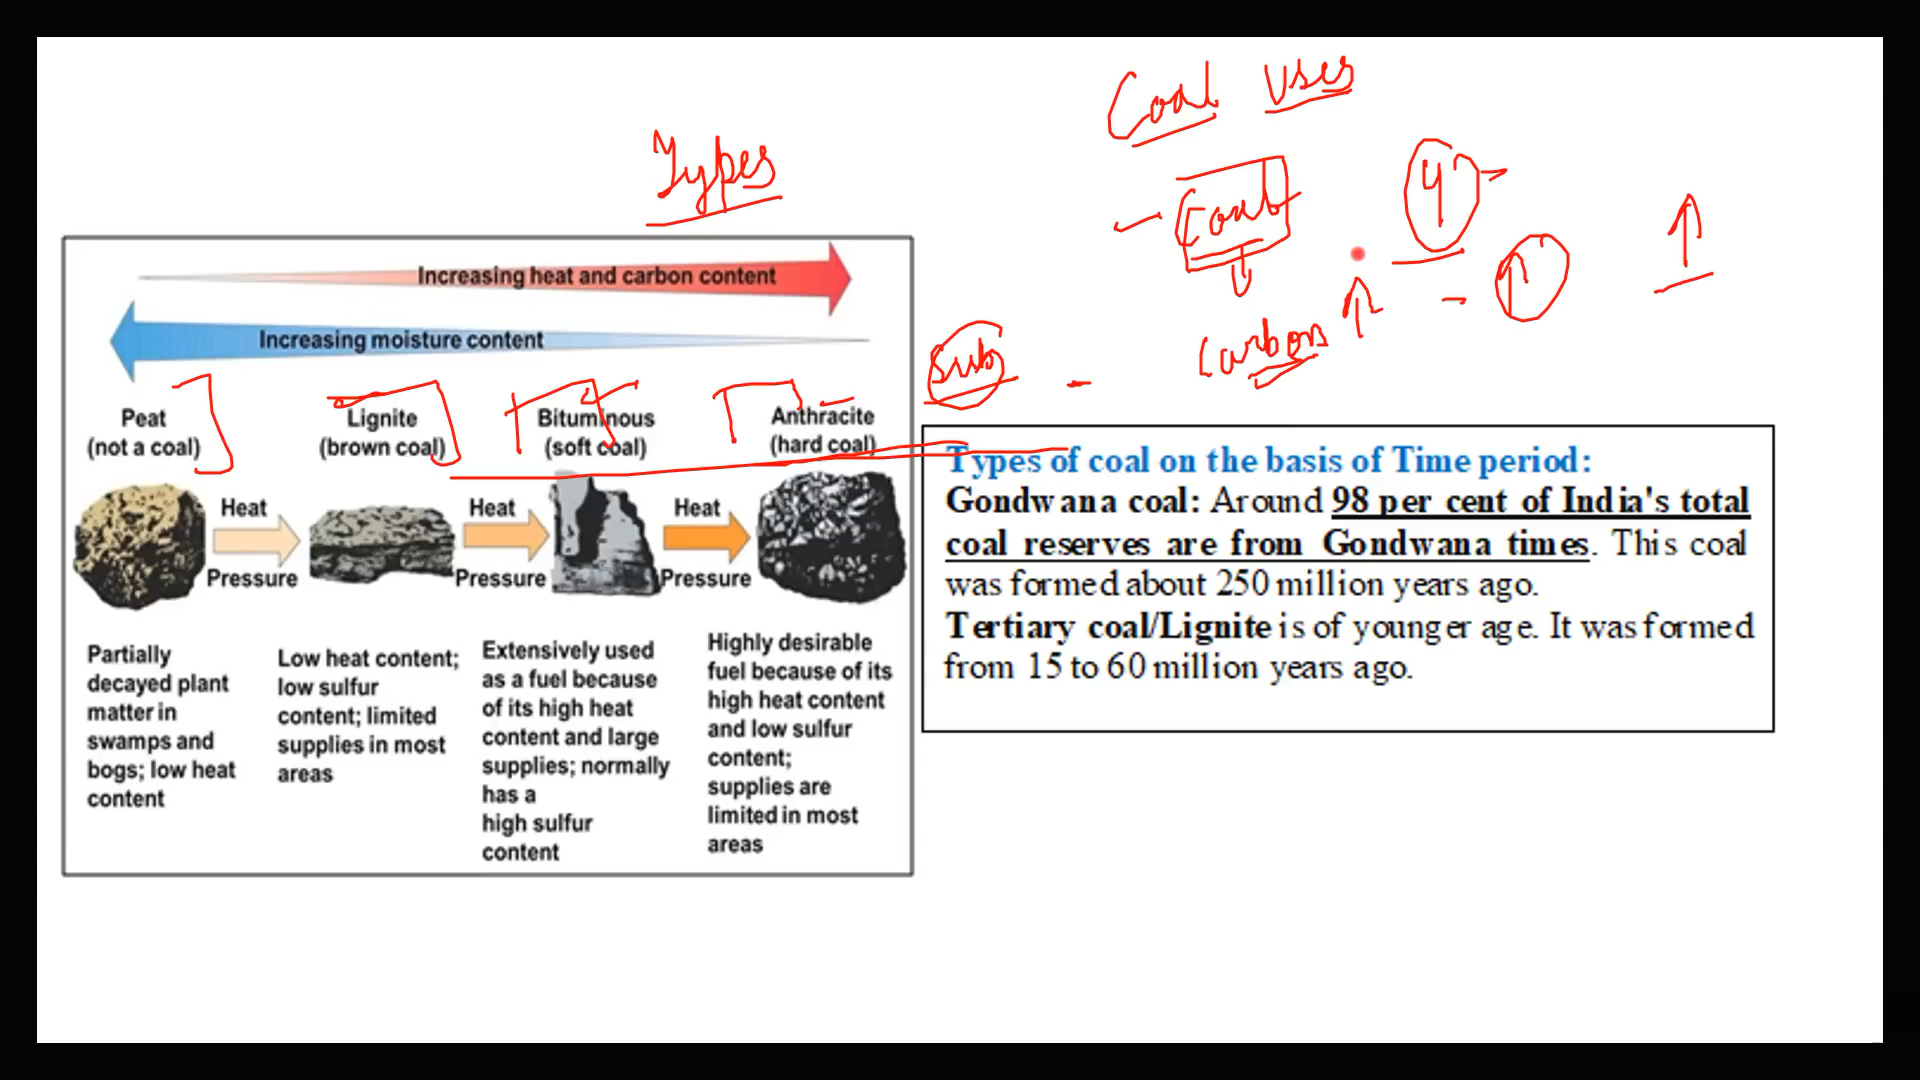 Coal Uses
Types
Coal
4
Carbon
Sub
Increasing heat and carbon content
Increasing moisture content
Peat
(not a coal)
Lignite
(brown coal)
Bituminous
(soft coal)
Anthracite
(hard coal)
Heat
Pressure
Heat
Pressure
Heat
Pressure
Partially
decayed plant
matter in
swamps and
bogs; low heat
content
Low heat content;
low sulfur
content; limited
supplies in most
areas
Extensively used
as a fuel because
of its high heat
content and large
supplies; normally
has a
high sulfur
content
Highly desirable
fuel because of its
high heat content
and low sulfur
content;
supplies are
limited in most
areas
Types of coal on the basis of Time period:
Gondwana coal: Around 98 per cent of India's total
coal reserves are from Gondwana times. This coal
was formed about 250 million years ago.
Tertiary coal/Lignite is of younger age. It was formed
from 15 to 60 million years ago.